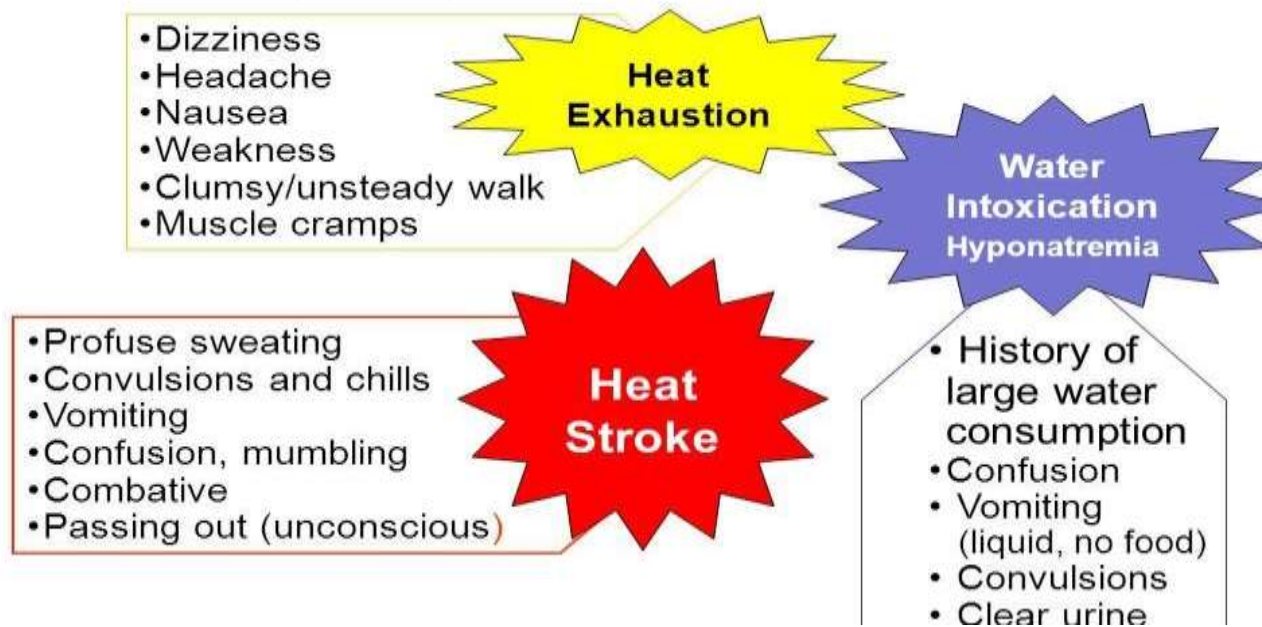 •Dizziness
•Headache
•Nausea
•Weakness
•Clumsy/unsteady walk
•Muscle cramps
Heat
Exhaustion
Water
Intoxication
Hyponatremia
•Profuse sweating
•Convulsions and chills
•Vomiting
•Confusion, mumbling
•Combative
•Passing out (unconscious)
Heat
Stroke
• History of
large water
consumption
•Confusion
• Vomiting
(liquid, no food)
• Convulsions
• Clear urine